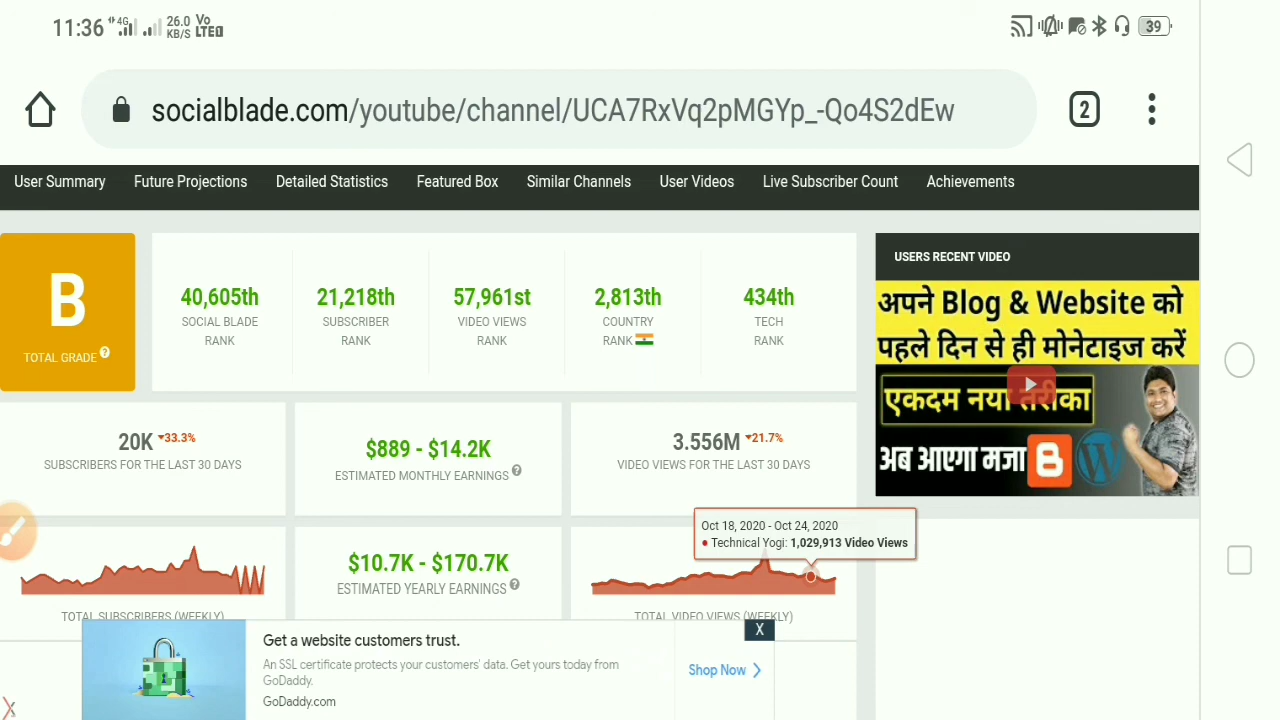 11:36 4G 26.0 KB/S Vo LTE 39
socialblade.com/youtube/channel/UCA7RxVq2pMGYp_-Qo4S2dEw 2
User Summary Future Projections Detailed Statistics Featured Box Similar Channels User Videos Live Subscriber Count Achievements
B
TOTAL GRADE ?
40,605th
SOCIAL BLADE
RANK
21,218th
SUBSCRIBER
RANK
57,961st
VIDEO VIEWS
RANK
2,813th
COUNTRY
RANK
434th
TECH
RANK
USERS RECENT VIDEO
अपने Blog & Website को
पहले दिन से ही मोनेटाइज करें
एकदम नया तरीका
अब आएगा मजा B W
20K 33.3%
SUBSCRIBERS FOR THE LAST 30 DAYS
$889 - $14.2K
ESTIMATED MONTHLY EARNINGS ?
3.556M 21.7%
VIDEO VIEWS FOR THE LAST 30 DAYS
Oct 18, 2020 - Oct 24, 2020
Technical Yogi: 1,029,913 Video Views
TOTAL SUBSCRIBERS (WEEKLY)
$10.7K - $170.7K
ESTIMATED YEARLY EARNINGS ?
TOTAL VIDEO VIEWS (WEEKLY)
X
Get a website customers trust.
An SSL certificate protects your customers' data. Get yours today from
GoDaddy.
GoDaddy.com
Shop Now